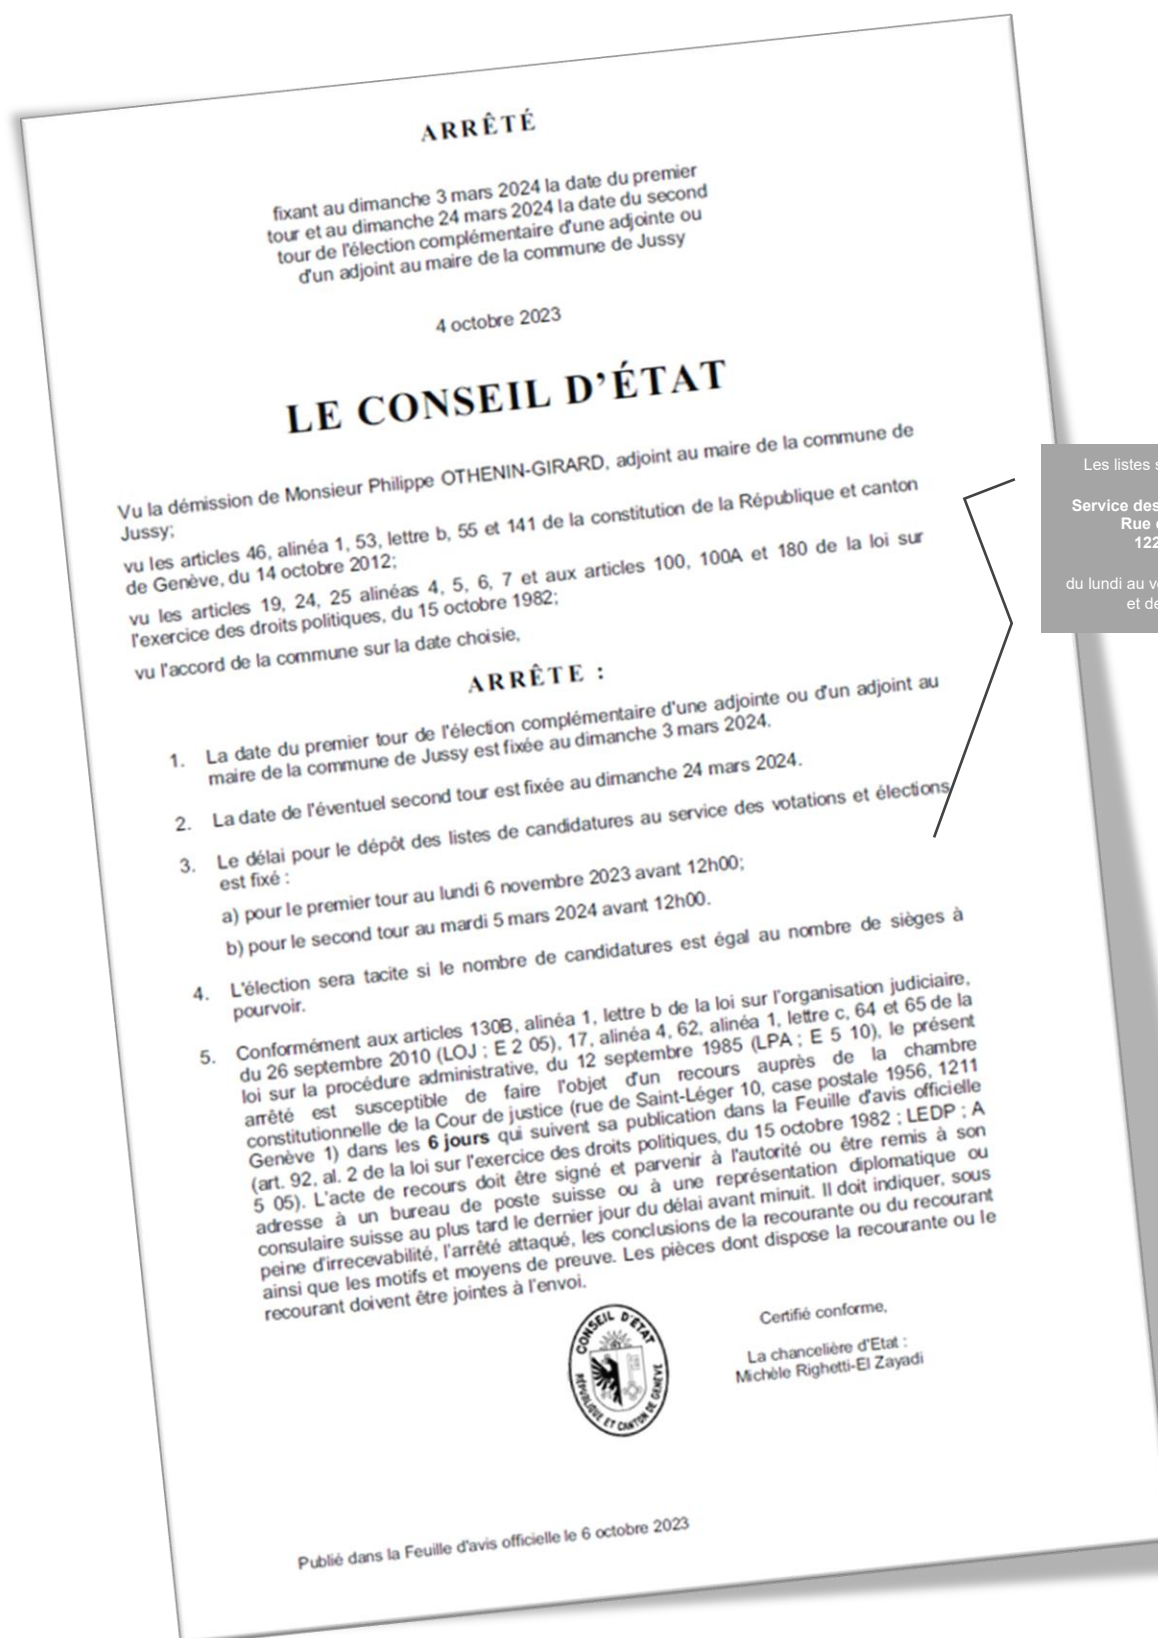 ARRÊTÉ
fixant au dimanche 3 mars 2024 la date du premier
tour et au dimanche 24 mars 2024 la date du second
tour de l'élection complémentaire d'une adjointe ou
d'un adjoint au maire de la commune de Jussy
4 octobre 2023
LE CONSEIL D'ÉTAT
Vu la démission de Monsieur Philippe OTHENIN-GIRARD, adjoint au maire de la commune de
Jussy;
vu les articles 46, alinéa 1, 53, lettre b, 55 et 141 de la constitution de la République et canton
de Genève, du 14 octobre 2012;
vu les articles 19, 24, 25 alinéas 4, 5, 6, 7 et aux articles 100, 100A et 180 de la loi sur
l'exercice des droits politiques, du 15 octobre 1982;
vu l'accord de la commune sur la date choisie,
ARRÊTE :
1. La date du premier tour de l'élection complémentaire d'une adjointe ou d'un adjoint au
maire de la commune de Jussy est fixée au dimanche 3 mars 2024.
2. La date de l'éventuel second tour est fixée au dimanche 24 mars 2024.
3. Le délai pour le dépôt des listes de candidatures au service des votations et élections
est fixé :
a) pour le premier tour au lundi 6 novembre 2023 avant 12h00;
b) pour le second tour au mardi 5 mars 2024 avant 12h00.
4. L'élection sera tacite si le nombre de candidatures est égal au nombre de sièges à
pourvoir.
5. Conformément aux articles 130B, alinéa 1, lettre b de la loi sur l'organisation judiciaire,
du 26 septembre 2010 (LOJ ; E 2 05), 17, alinéa 4, 62, alinéa 1, lettre c, 64 et 65 de la
loi sur la procédure administrative, du 12 septembre 1985 (LPA ; E 5 10), le présent
arrêté est susceptible de faire l'objet d'un recours auprès de la chambre
constitutionnelle de la Cour de justice (rue de Saint-Léger 10, case postale 1956, 1211
Genève 1) dans les 6 jours qui suivent sa publication dans la Feuille d'avis officielle
(art. 92, al. 2 de la loi sur l'exercice des droits politiques, du 15 octobre 1982 ; LEDP ; A
5 05). L'acte de recours doit être signé et parvenir à l'autorité ou être remis à son
adresse à un bureau de poste suisse ou à une représentation diplomatique ou
consulaire suisse au plus tard le dernier jour du délai avant minuit. Il doit indiquer, sous
peine d'irrecevabilité, l'arrêté attaqué, les conclusions de la recourante ou du recourant
ainsi que les motifs et moyens de preuve. Les pièces dont dispose la recourante ou le
recourant doivent être jointes à l'envoi.
CONSEIL D'ÉTAT
RÉPUBLIQUE ET CANTON DE GENÈVE
Certifié conforme,
La chancelière d'Etat :
Michèle Righetti-El Zayadi
Publié dans la Feuille d'avis officielle le 6 octobre 2023
Les listes
Service des
Rue
122
du lundi au
et